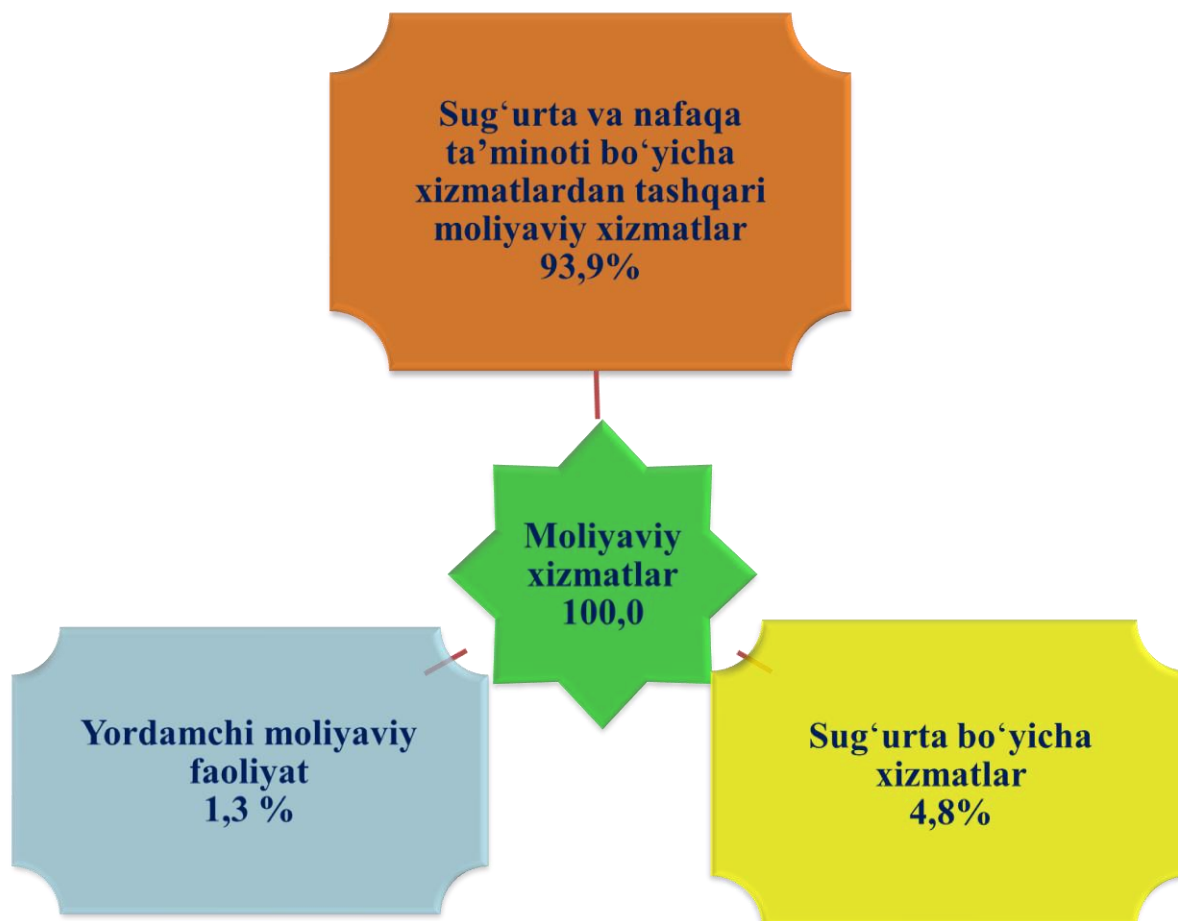 Sug‘urta va nafaqa
ta’minoti bo‘yicha
xizmatlardan tashqari
moliyaviy xizmatlar
93,9%
Moliyaviy
xizmatlar
100,0
Yordamchi moliyaviy
faoliyat
1,3 %
Sug‘urta bo‘yicha
xizmatlar
4,8%